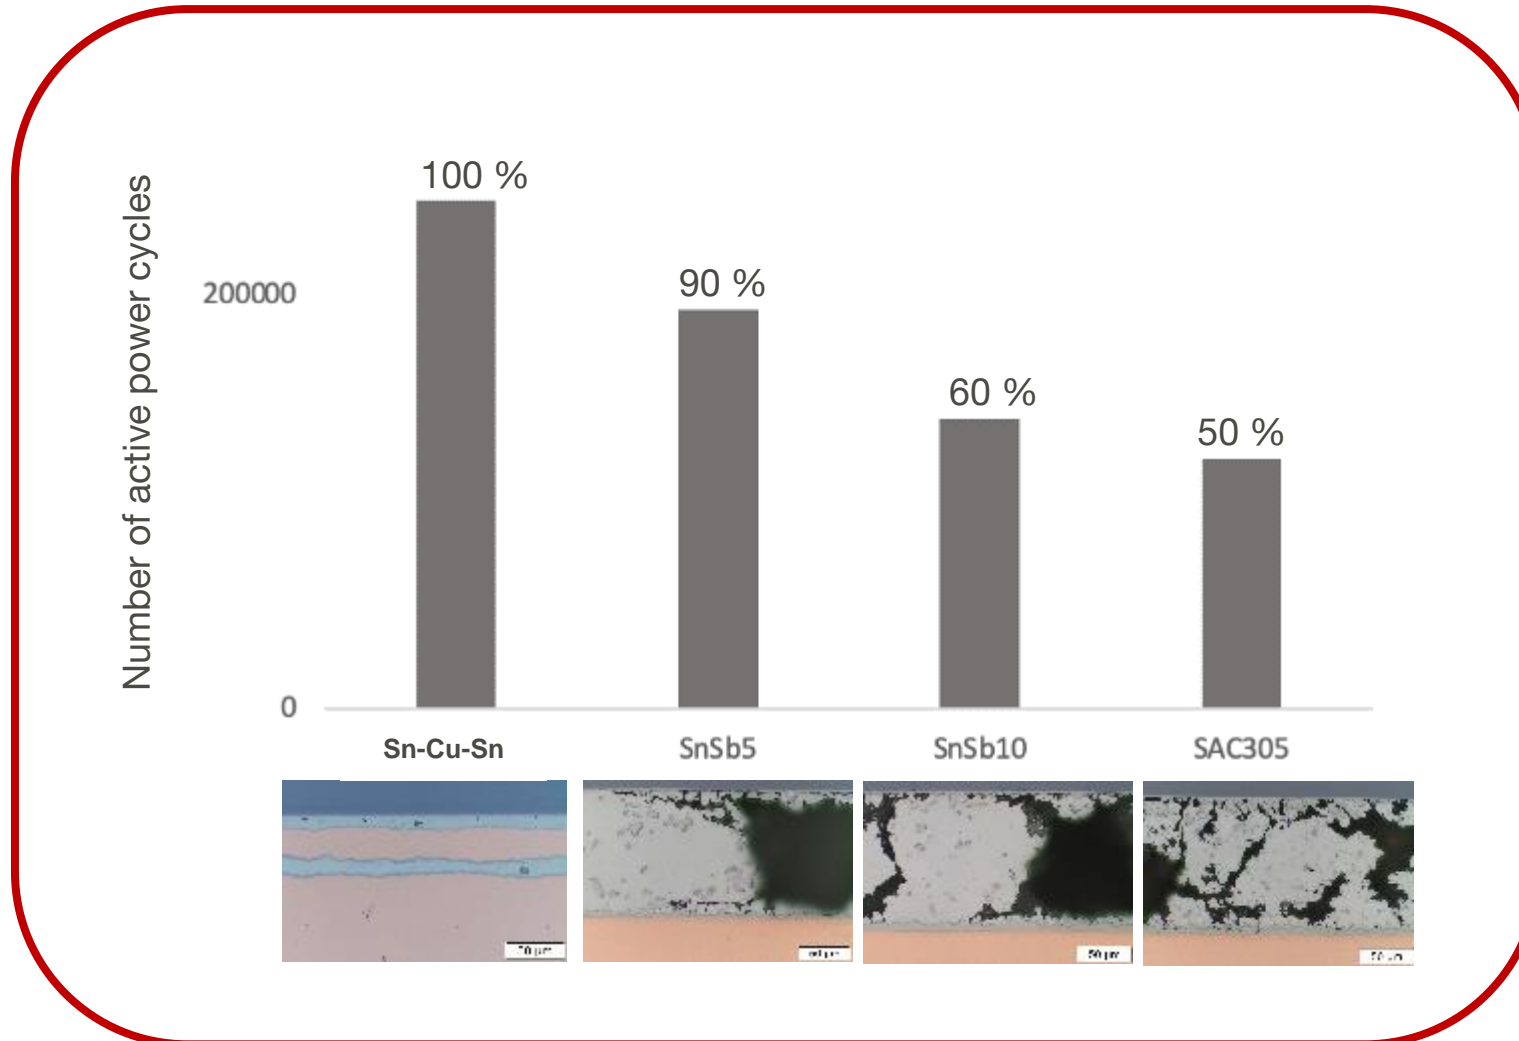 Number of active power cycles
100 %
90 %
60 %
50 %
200000
0
Sn-Cu-Sn
SnSb5
SnSb10
SAC305
50 µm